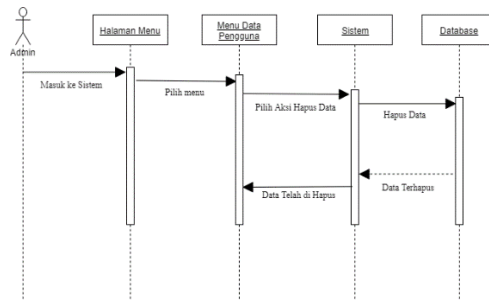 Admin
Halaman Menu
Menu Data
Pengguna
Sistem
Database
Masuk ke Sistem
Pilih menu
Pilih Aksi Hapus Data
Hapus Data
Data Terhapus
Data Telah di Hapus